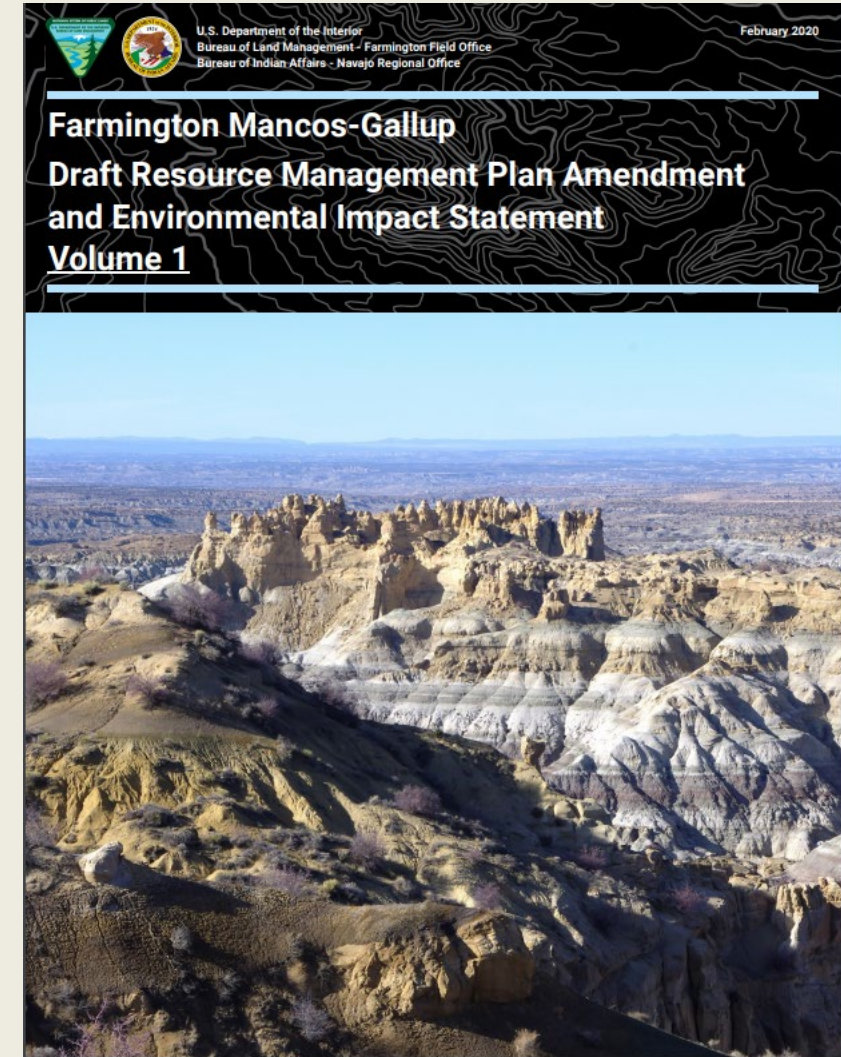 U.S. Department of the Interior
Bureau of Land Management - Farmington Field Office
Bureau of Indian Affairs - Navajo Regional Office
February 2020
Farmington Mancos-Gallup
Draft Resource Management Plan Amendment
and Environmental Impact Statement
Volume 1